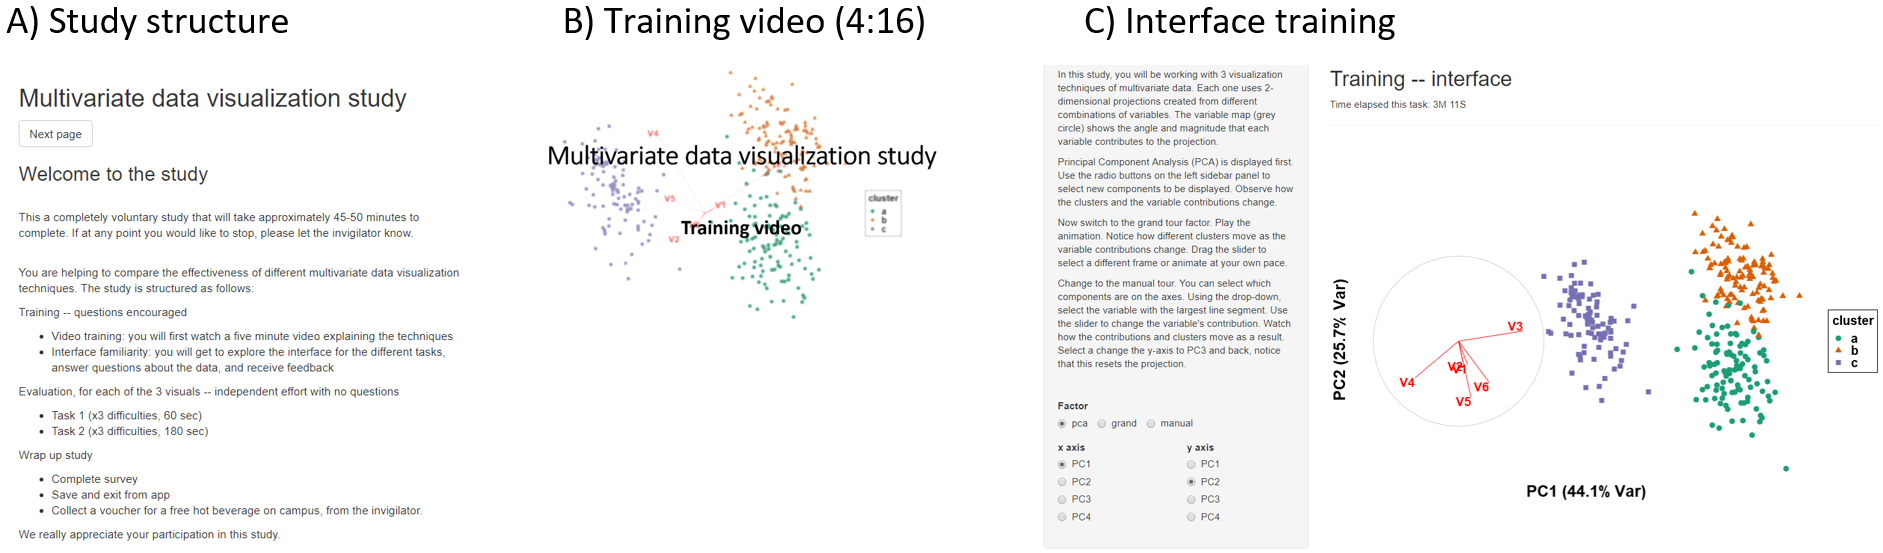 A) Study structure
Multivariate data visualization study
Next page
Welcome to the study
This a completely voluntary study that will take approximately 45-50 minutes to
complete. If at any point you would like to stop, please let the invigilator know.
You are helping to compare the effectiveness of different multivariate data visualization
techniques. The study is structured as follows:
Training -- questions encouraged
• Video training: you will first watch a five minute video explaining the techniques
• Interface familiarity: you will get to explore the interface for the different tasks,
answer questions about the data, and receive feedback
Evaluation, for each of the 3 visuals -- independent effort with no questions
• Task 1 (x3 difficulties, 60 sec)
• Task 2 (x3 difficulties, 180 sec)
Wrap up study
• Complete survey
• Save and exit from app
• Collect a voucher for a free hot beverage on campus, from the invigilator.
We really appreciate your participation in this study.
B) Training video (4:16)
V4
Multivariate data visualization study
V5
V1
Training video
V2
cluster
a
b
c
C) Interface training
In this study, you will be working with 3 visualization
techniques of multivariate data. Each one uses 2-
dimensional projections created from different
combinations of variables. The variable map (grey
circle) shows the angle and magnitude that each
variable contributes to the projection.
Principal Component Analysis (PCA) is displayed first.
Use the radio buttons on the left sidebar panel to
select new components to be displayed. Observe how
the clusters and the variable contributions change.
Now switch to the grand tour factor. Play the
animation. Notice how different clusters move as the
variable contributions change. Drag the slider to
select a different frame or animate at your own pace.
Change to the manual tour. You can select which
components are on the axes. Using the drop-down,
select the variable with the largest line segment. Use
the slider to change the variable's contribution. Watch
how the contributions and clusters move as a result.
Select a change the y-axis to PC3 and back, notice
that this resets the projection.
Factor
pca grand manual
x axis y axis
PC1 PC1
PC2 PC2
PC3 PC3
PC4 PC4
Training -- interface
Time elapsed this task: 3M 11S
PC2 (25.7% Var)
V3
V2
V1
V4
V6
V5
PC1 (44.1% Var)
cluster
a
b
c